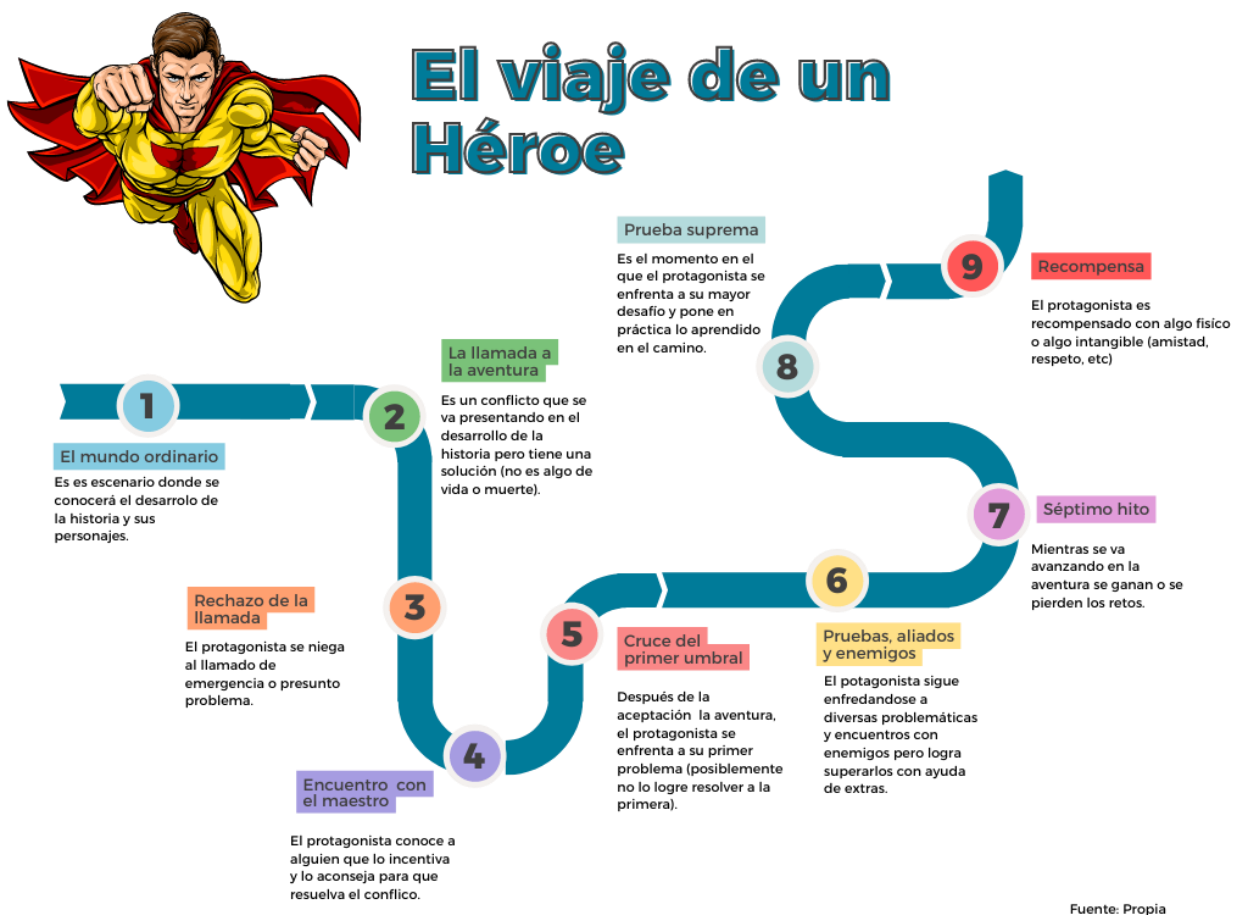 El viaje de un
Héroe
1
El mundo ordinario
Es es escenario donde se
conocerá el desarrolo de
la historia y sus
personajes.
2
La llamada a
la aventura
Es un conflicto que se
va presentando en el
desarrollo de la
historia pero tiene una
solución (no es algo de
vida o muerte).
3
Rechazo de la
llamada
El protagonista se niega
al llamado de
emergencia o presunto
problema.
4
Encuentro con
el maestro
El protagonista conoce a
alguien que lo incentiva
y lo aconseja para que
resuelva el conflico.
5
Cruce del
primer umbral
Después de la
aceptación la aventura,
el protagonista se
enfrenta a su primer
problema (posiblemente
no lo logre resolver a la
primera).
6
Pruebas, aliados
y enemigos
El potagonista sigue
enfredandose a
diversas problemáticas
y encuentros con
enemigos pero logra
superarlos con ayuda
de extras.
7
Séptimo hito
Mientras se va
avanzando en la
aventura se ganan o se
pierden los retos.
8
Prueba suprema
Es el momento en el
que el protagonista se
enfrenta a su mayor
desafío y pone en
práctica lo aprendido
en el camino.
9
Recompensa
El protagonista es
recompensado con algo fisíco
o algo intangible (amistad,
respeto, etc)
Fuente: Propia